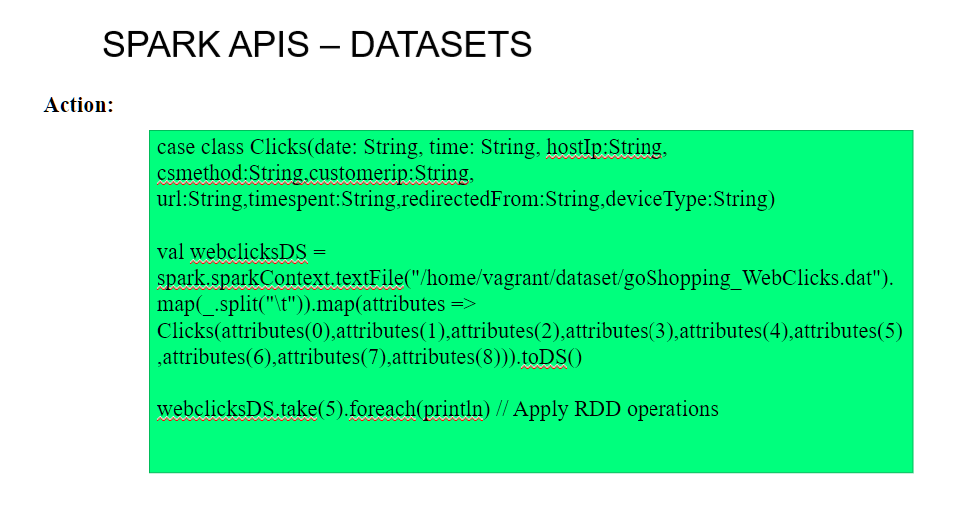 SPARK APIS – DATASETS
Action:
case class Clicks(date: String, time: String, hostIp:String,
csmethod:String,customerip:String,
url:String,timespent:String,redirectedFrom:String,deviceType:String)
val webclicksDS =
spark.sparkContext.textFile("/home/vagrant/dataset/goShopping_WebClicks.dat").
map(_.split("\t")).map(attributes =>
Clicks(attributes(0),attributes(1),attributes(2),attributes(3),attributes(4),attributes(5)
,attributes(6),attributes(7),attributes(8))).toDS()
webclicksDS.take(5).foreach(println) // Apply RDD operations